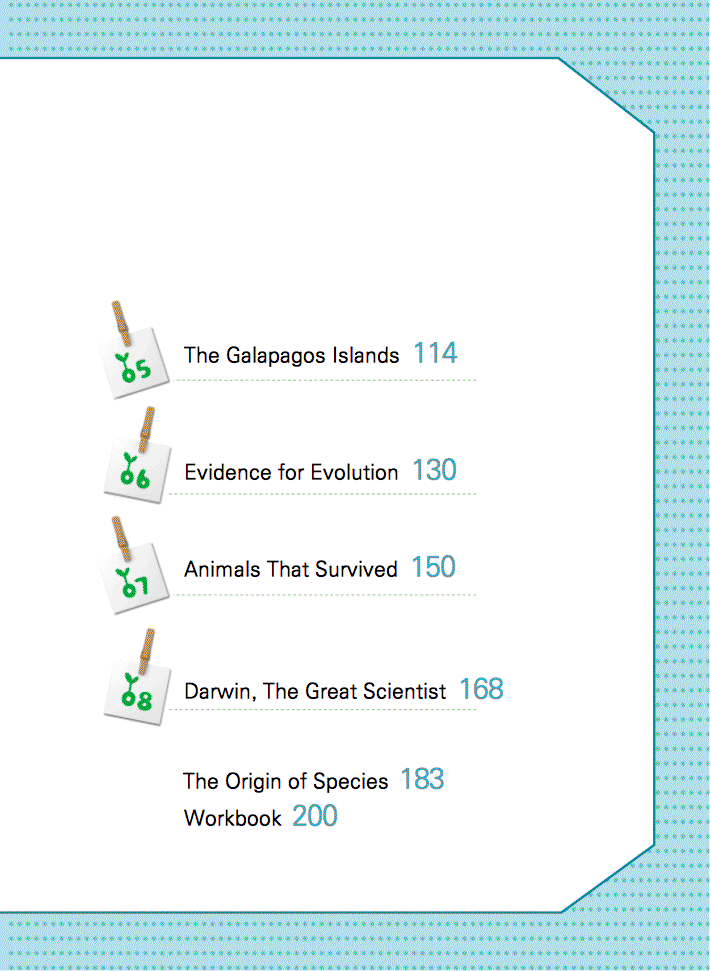 05 The Galapagos Islands 114
06 Evidence for Evolution 130
07 Animals That Survived 150
08 Darwin, The Great Scientist 168
The Origin of Species 183
Workbook 200